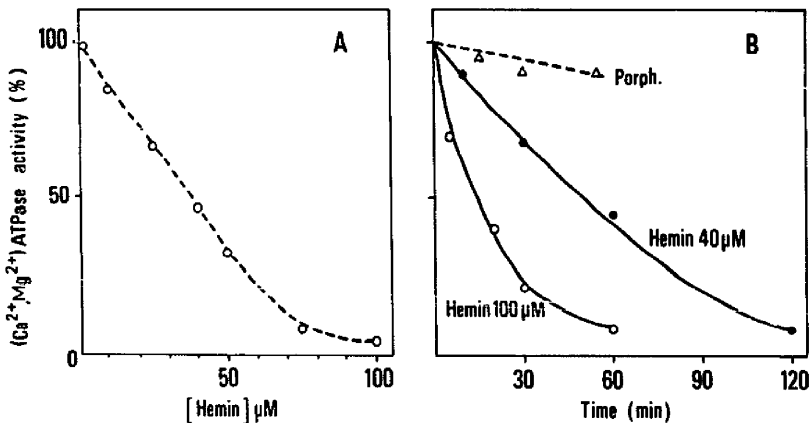 (Ca²⁺,Mg²⁺) ATPase activity (%)
100
50
0
A
50
100
[Hemin] µM
B
Porph.
Hemin 40µM
Hemin 100µM
30
60
90
120
Time (min)